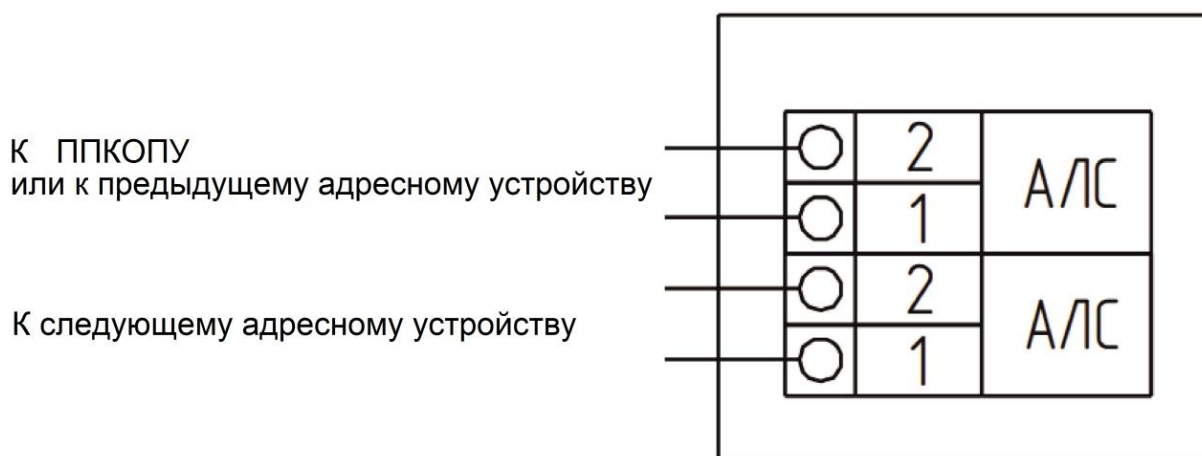 К ППКОПУ
или к предыдущему адресному устройству
К следующему адресному устройству
2
1
АЛС
2
1
АЛС